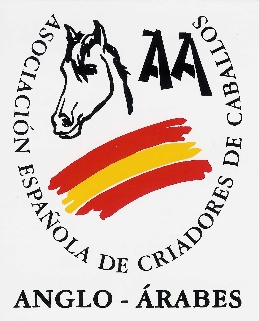 AA
ASOCIACIÓN ESPAÑOLA DE CRIADORES DE CABALLOS
ANGLO - ÁRABES